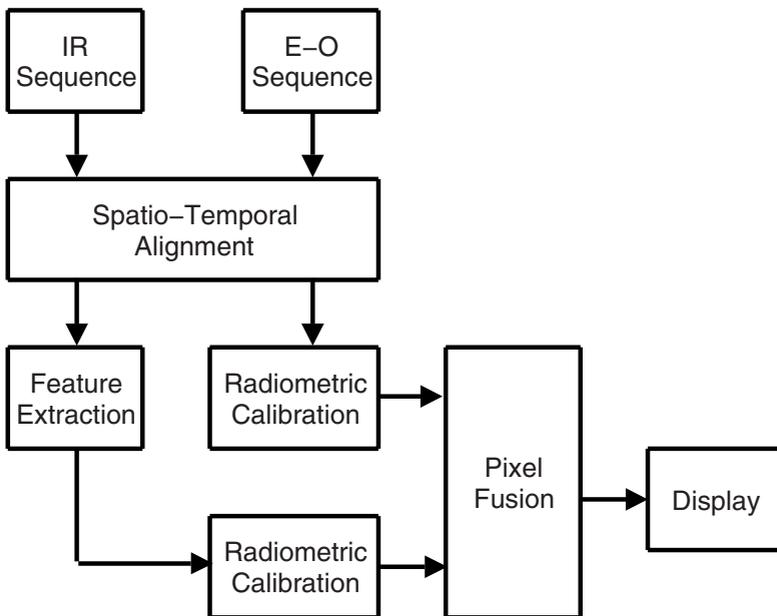 IR
Sequence
E−O
Sequence
Spatio−Temporal
Alignment
Feature
Extraction
Radiometric
Calibration
Pixel
Fusion
Display
Radiometric
Calibration